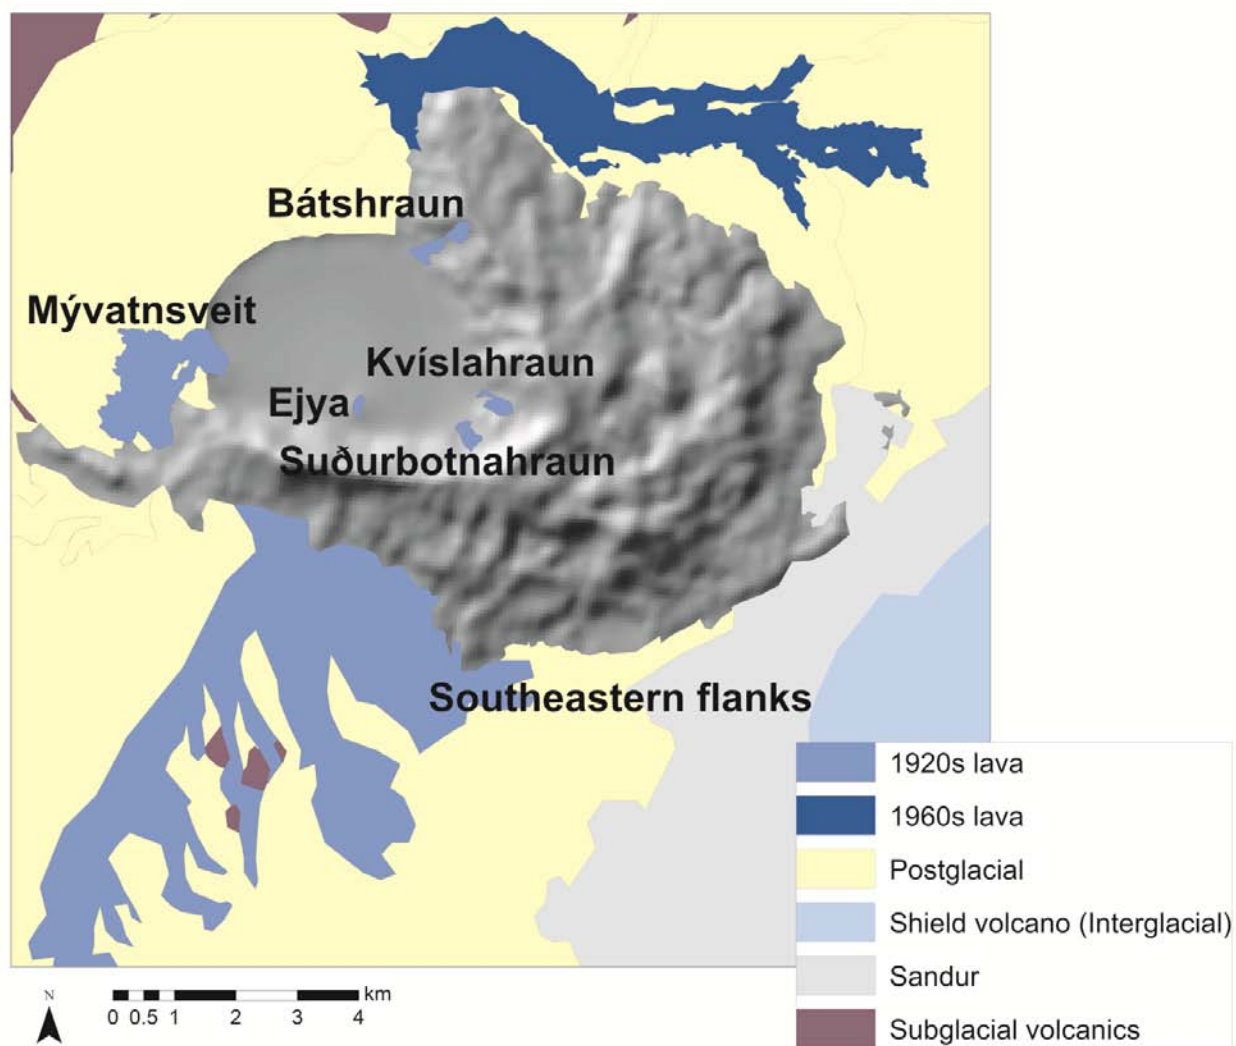 Bátshraun
Mývatnsveit
Kvíslahraun
Ejya
Suðurbotnahraun
Southeastern flanks
1920s lava
1960s lava
Postglacial
Shield volcano (Interglacial)
Sandur
Subglacial volcanics
N
km
0 0.5 1 2 3 4